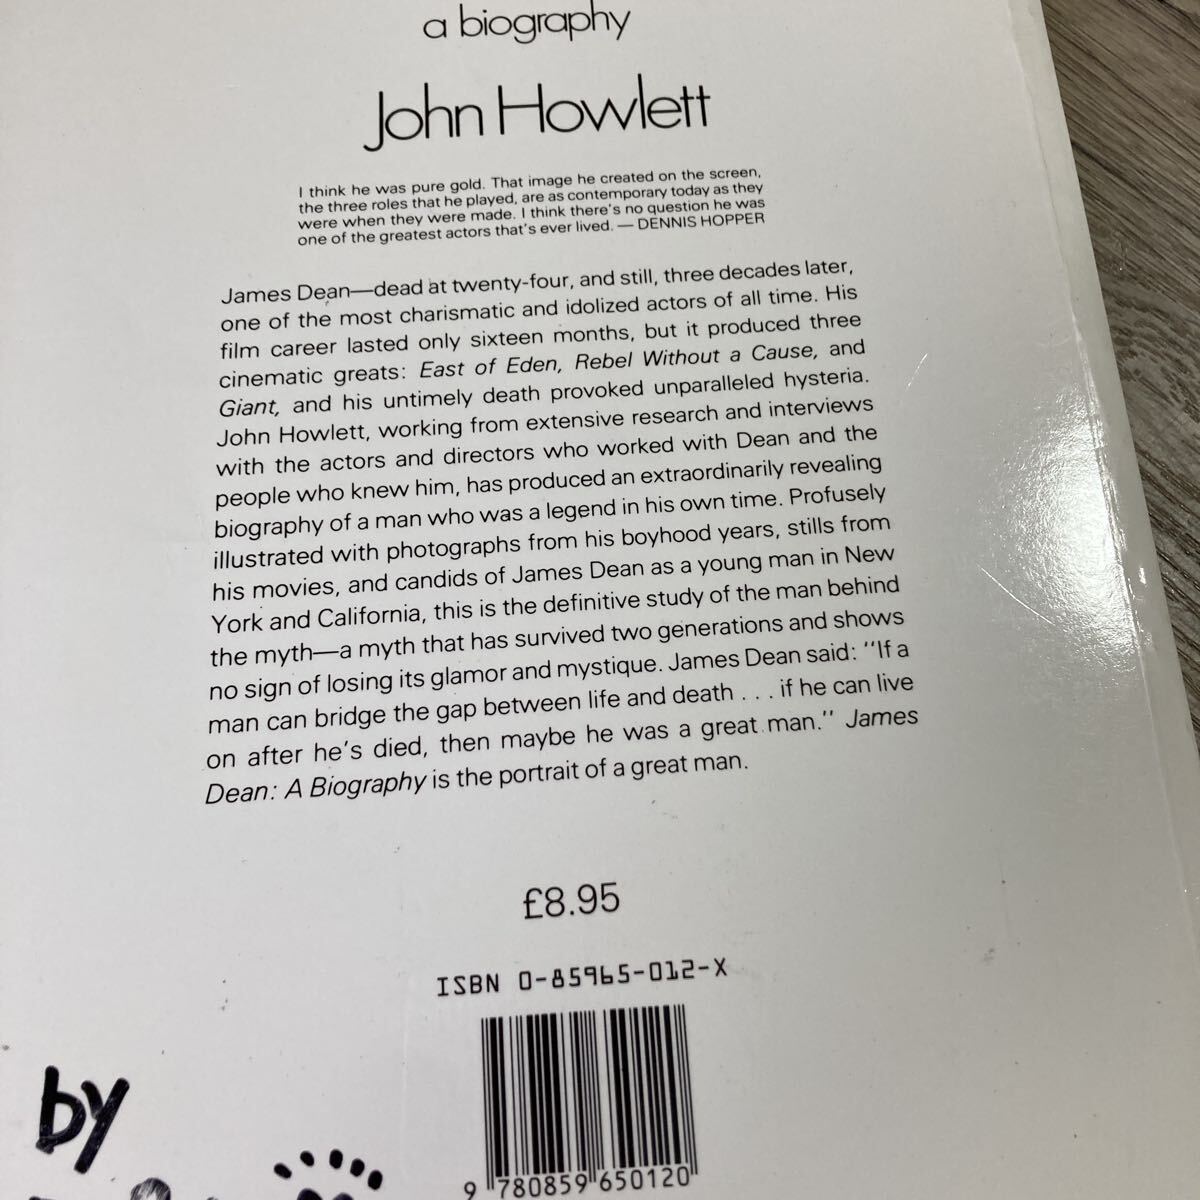 a biography
John Howlett
I think he was pure gold. That image he created on the screen,
the three roles that he played, are as contemporary today as they
were when they were made. I think there's no question he was
one of the greatest actors that's ever lived. — DENNIS HOPPER
James Dean—dead at twenty-four, and still, three decades later,
one of the most charismatic and idolized actors of all time. His
film career lasted only sixteen months, but it produced three
cinematic greats: East of Eden, Rebel Without a Cause, and
Giant, and his untimely death provoked unparalleled hysteria.
John Howlett, working from extensive research and interviews
with the actors and directors who worked with Dean and the
people who knew him, has produced an extraordinarily revealing
biography of a man who was a legend in his own time. Profusely
illustrated with photographs from his boyhood years, stills from
his movies, and candids of James Dean as a young man in New
York and California, this is the definitive study of the man behind
the myth—a myth that has survived two generations and shows
no sign of losing its glamor and mystique. James Dean said: "If a
man can bridge the gap between life and death . . . if he can live
on after he's died, then maybe he was a great man." James
Dean: A Biography is the portrait of a great man.
£8.95
ISBN 0-85965-012-X
9 780859 650120
by